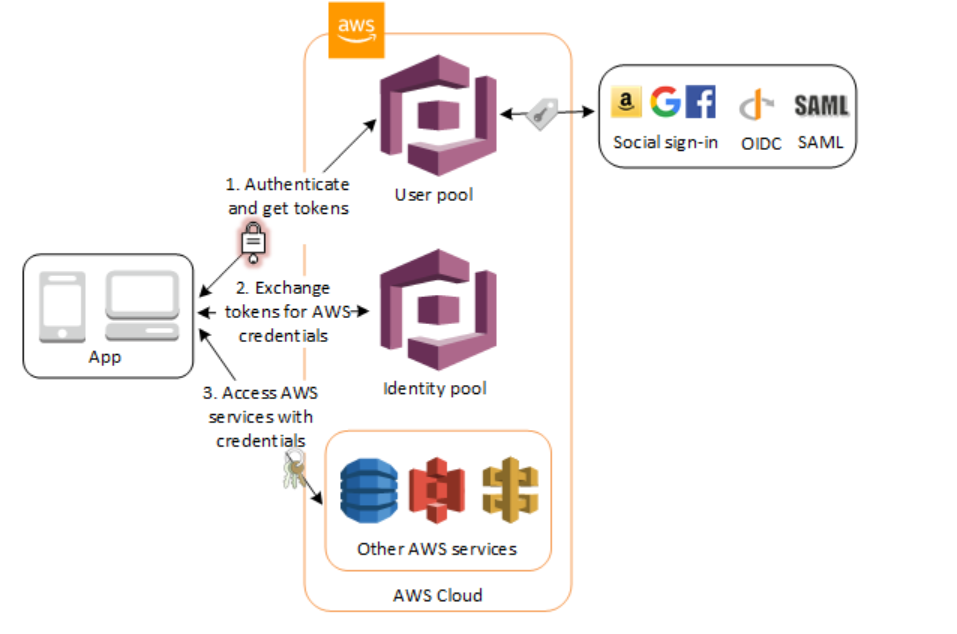 aws
1. Authenticate
and get tokens
User pool
a
SAML
Social sign-in
OIDC
SAML
2. Exchange
tokens for AWS
credentials
App
Identity pool
3. Access AWS
services with
credentials
Other AWS services
AWS Cloud